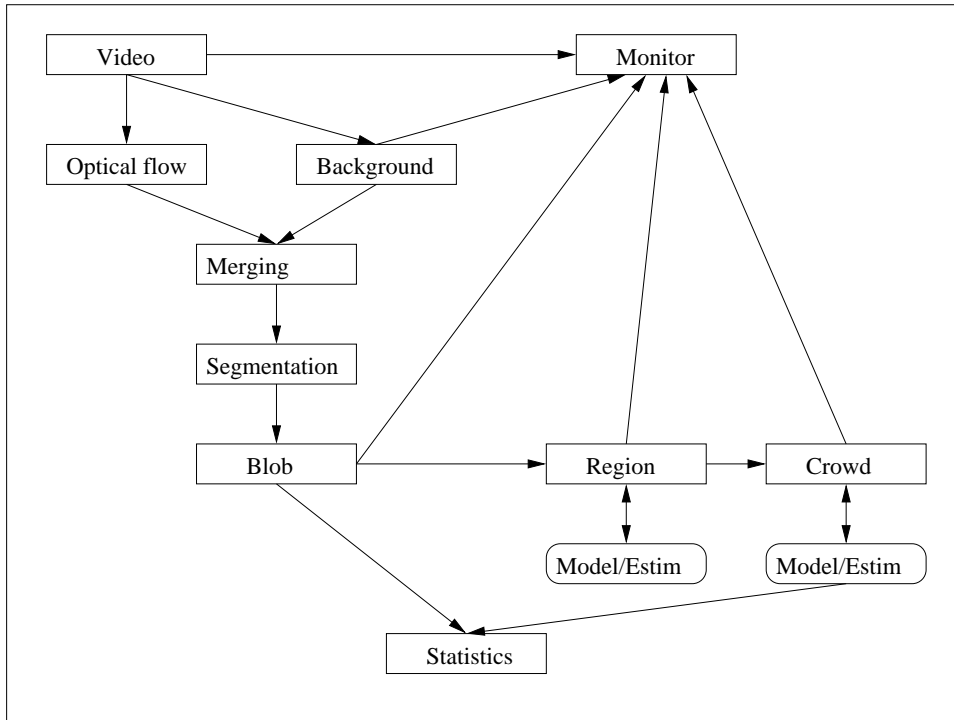 Video
Monitor
Optical flow
Background
Merging
Segmentation
Blob
Region
Crowd
Model/Estim
Model/Estim
Statistics